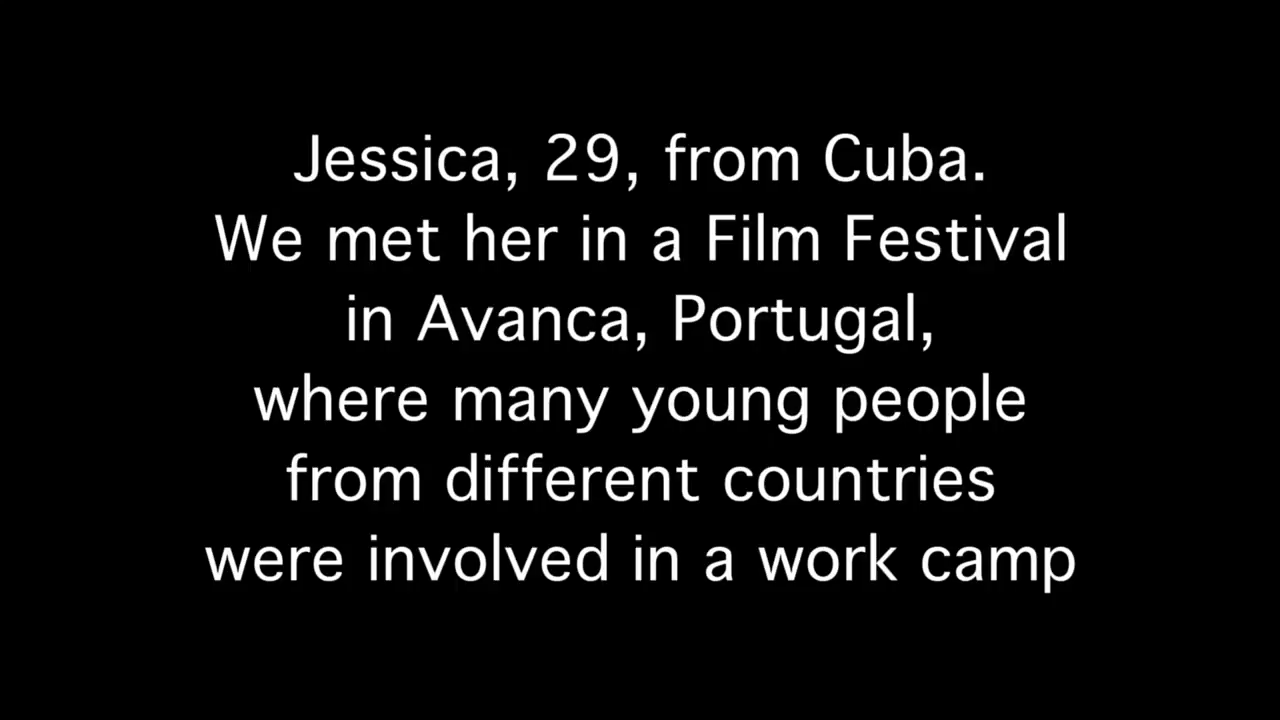 Jessica, 29, from Cuba.
We met her in a Film Festival
in Avanca, Portugal,
where many young people
from different countries
were involved in a work camp